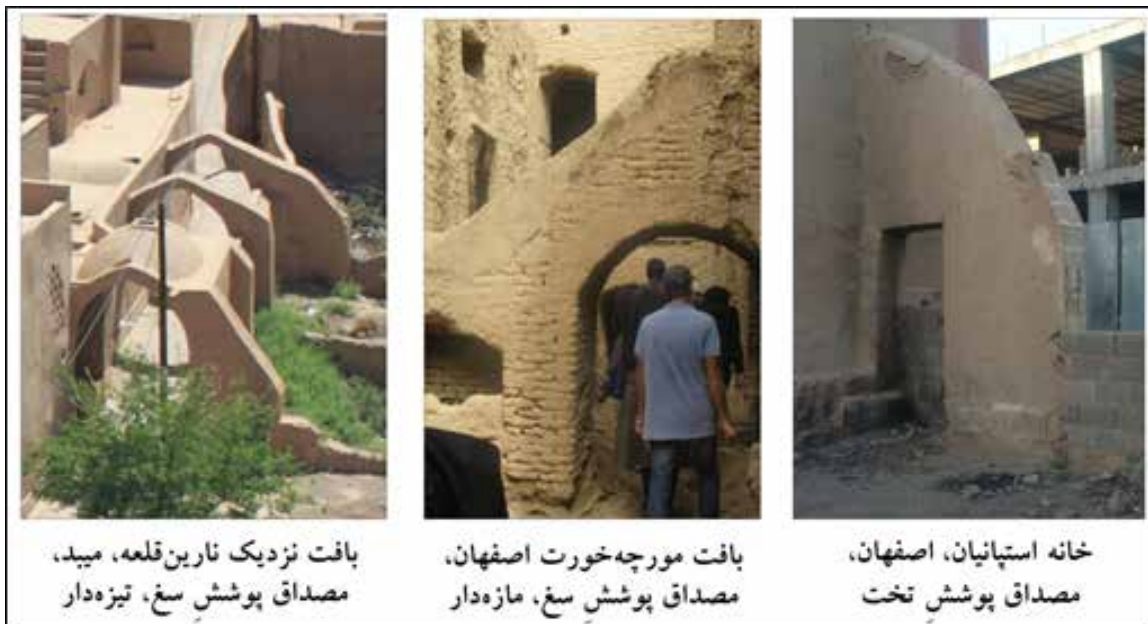 خانه استپانیان، اصفهان،
مصداق پوششِ تخت
بافت مورچه‌خورت اصفهان،
مصداق پوششِ سغ، مازه‌دار
بافت نزدیک نارین‌قلعه، میبد،
مصداق پوششِ سغ، تیزه‌دار